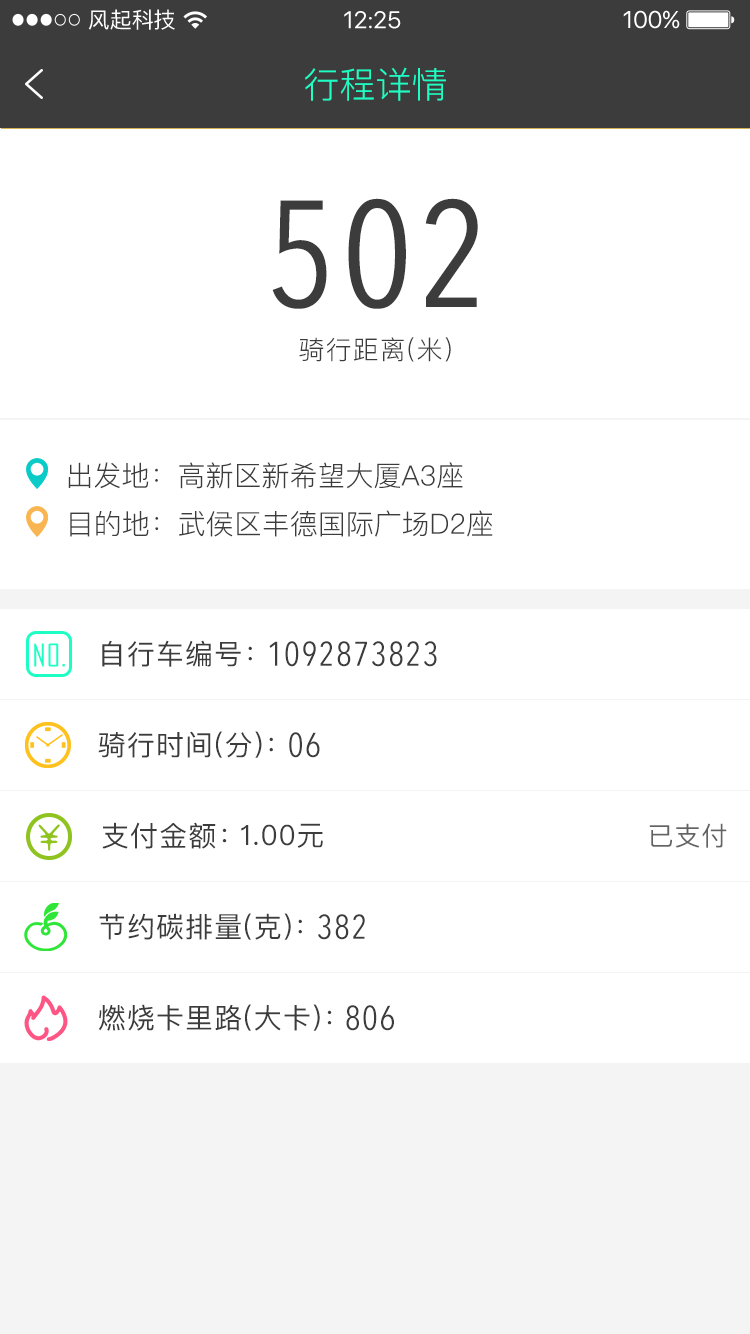 风起科技 12:25 100%
行程详情
502
骑行距离(米)
出发地：高新区新希望大厦A3座
目的地：武侯区丰德国际广场D2座
NO. 自行车编号：1092873823
骑行时间(分)：06
¥ 支付金额：1.00元 已支付
节约碳排量(克)：382
燃烧卡里路(大卡)：806